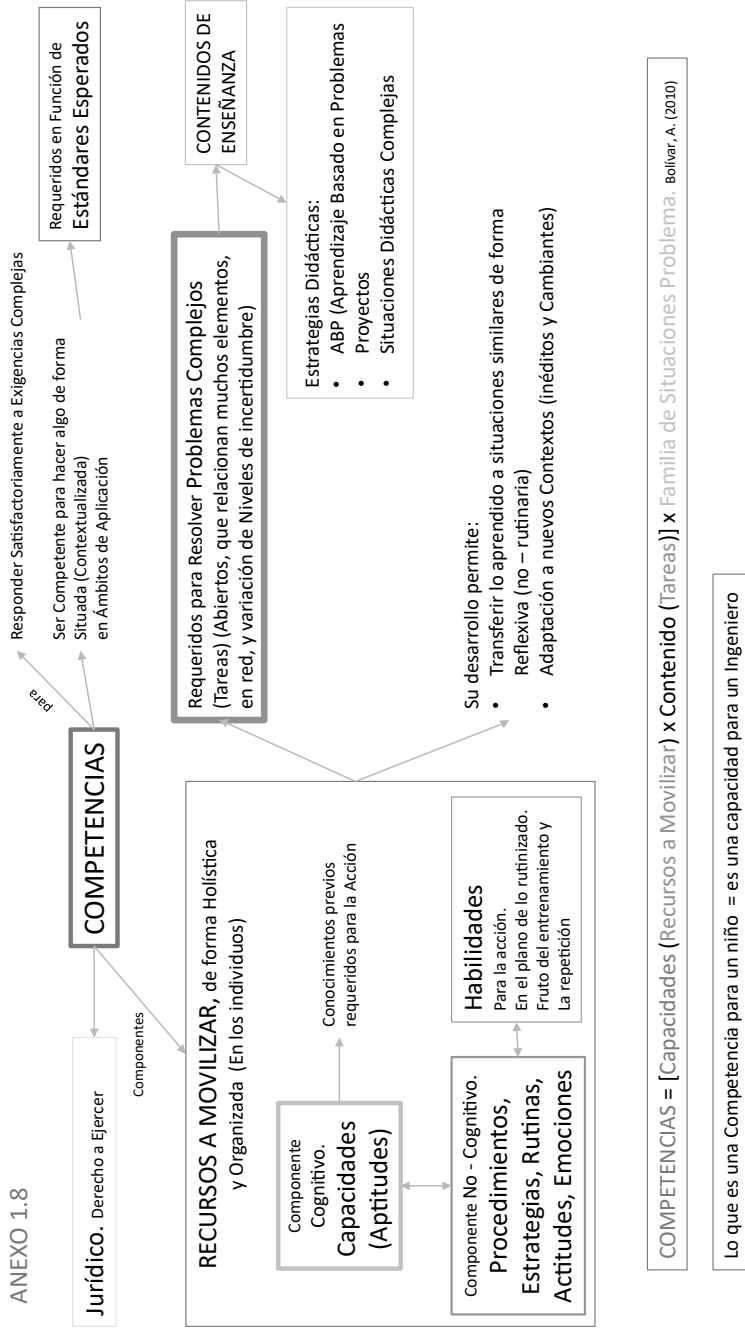 ANEXO 1.8
Jurídico. Derecho a Ejercer
COMPETENCIAS
para
Responder Satisfactoriamente a Exigencias Complejas
Ser Competente para hacer algo de forma
Situada (Contextualizada)
en Ámbitos de Aplicación
Requeridos en Función de
Estándares Esperados
Componentes
RECURSOS A MOVILIZAR, de forma Holística
y Organizada (En los individuos)
Componente
Cognitivo.
Capacidades
(Aptitudes)
Conocimientos previos
requeridos para la Acción
Componente No - Cognitivo.
Procedimientos,
Estrategias, Rutinas,
Actitudes, Emociones
Habilidades
Para la acción.
En el plano de lo rutinizado.
Fruto del entrenamiento y
La repetición
Requeridos para Resolver Problemas Complejos
(Tareas) (Abiertos, que relacionan muchos elementos,
en red, y variación de Niveles de incertidumbre)
CONTENIDOS DE
ENSEÑANZA
Estrategias Didácticas:
• ABP (Aprendizaje Basado en Problemas
• Proyectos
• Situaciones Didácticas Complejas
Su desarrollo permite:
• Transferir lo aprendido a situaciones similares de forma
Reflexiva (no – rutinaria)
• Adaptación a nuevos Contextos (inéditos y Cambiantes)
COMPETENCIAS = [Capacidades (Recursos a Movilizar) x Contenido (Tareas)] x Familia de Situaciones Problema. Bolívar, A. (2010)
Lo que es una Competencia para un niño = es una capacidad para un Ingeniero